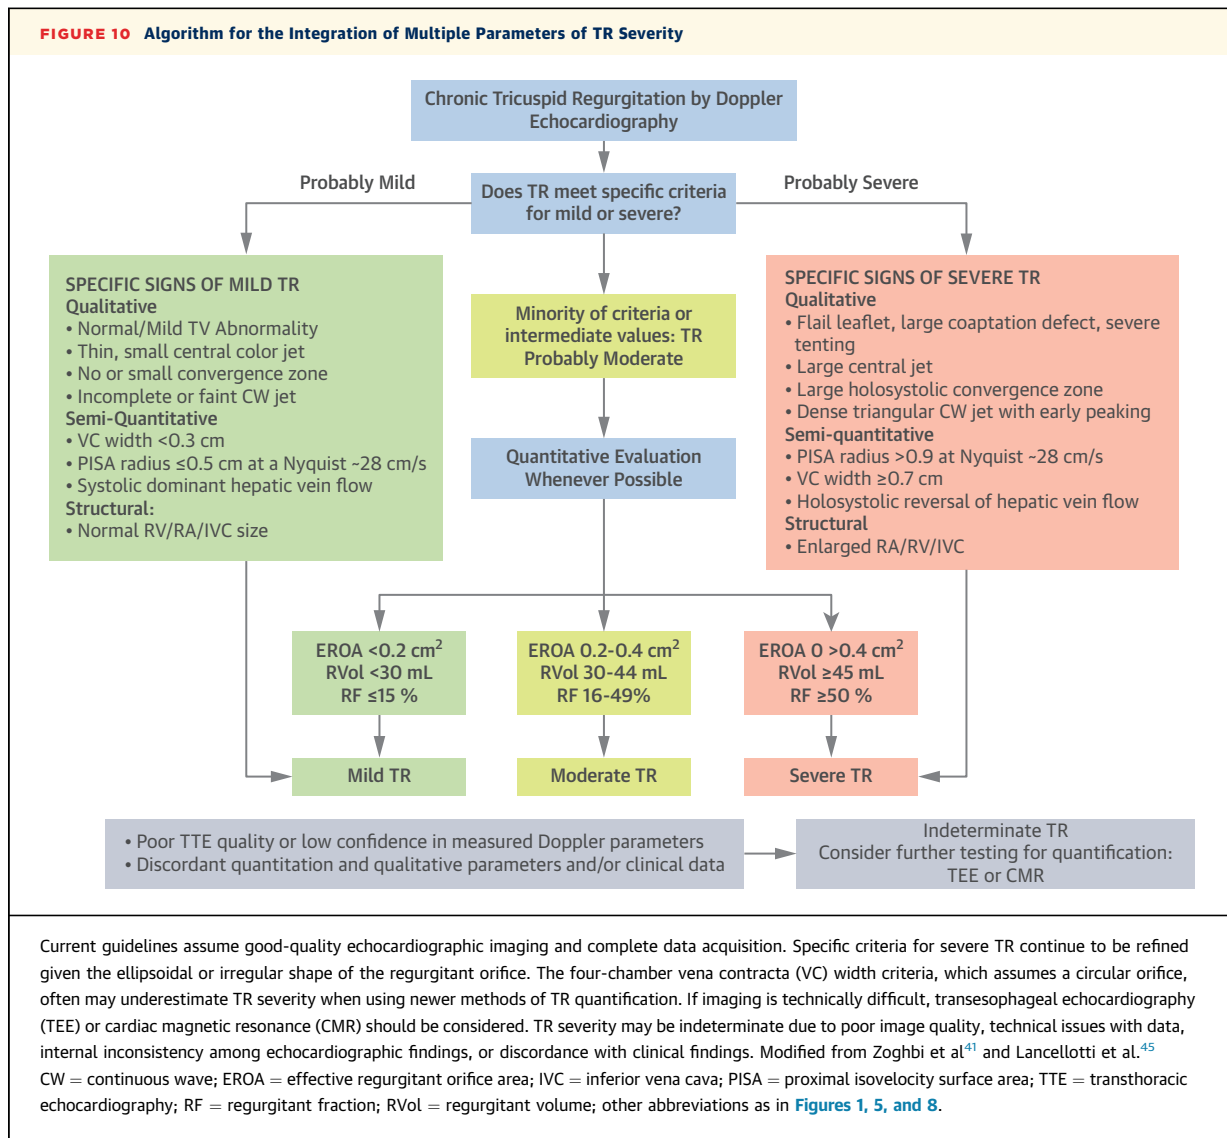 FIGURE 10 Algorithm for the Integration of Multiple Parameters of TR Severity
Chronic Tricuspid Regurgitation by Doppler
Echocardiography
Probably Mild
Does TR meet specific criteria
for mild or severe?
Probably Severe
SPECIFIC SIGNS OF MILD TR
Qualitative
• Normal/Mild TV Abnormality
• Thin, small central color jet
• No or small convergence zone
• Incomplete or faint CW jet
Semi-Quantitative
• VC width <0.3 cm
• PISA radius ≤0.5 cm at a Nyquist ~28 cm/s
• Systolic dominant hepatic vein flow
Structural:
• Normal RV/RA/IVC size
Minority of criteria or
intermediate values: TR
Probably Moderate
Quantitative Evaluation
Whenever Possible
SPECIFIC SIGNS OF SEVERE TR
Qualitative
• Flail leaflet, large coaptation defect, severe
tenting
• Large central jet
• Large holosystolic convergence zone
• Dense triangular CW jet with early peaking
Semi-quantitative
• PISA radius >0.9 at Nyquist ~28 cm/s
• VC width ≥0.7 cm
• Holosystolic reversal of hepatic vein flow
Structural
• Enlarged RA/RV/IVC
EROA <0.2 cm²
RVol <30 mL
RF ≤15 %
EROA 0.2-0.4 cm²
RVol 30-44 mL
RF 16-49%
EROA 0 >0.4 cm²
RVol ≥45 mL
RF ≥50 %
Mild TR
Moderate TR
Severe TR
• Poor TTE quality or low confidence in measured Doppler parameters
• Discordant quantitation and qualitative parameters and/or clinical data
Indeterminate TR
Consider further testing for quantification:
TEE or CMR
Current guidelines assume good-quality echocardiographic imaging and complete data acquisition. Specific criteria for severe TR continue to be refined
given the ellipsoidal or irregular shape of the regurgitant orifice. The four-chamber vena contracta (VC) width criteria, which assumes a circular orifice,
often may underestimate TR severity when using newer methods of TR quantification. If imaging is technically difficult, transesophageal echocardiography
(TEE) or cardiac magnetic resonance (CMR) should be considered. TR severity may be indeterminate due to poor image quality, technical issues with data,
internal inconsistency among echocardiographic findings, or discordance with clinical findings. Modified from Zoghbi et al⁴¹ and Lancellotti et al.⁴⁵
CW = continuous wave; EROA = effective regurgitant orifice area; IVC = inferior vena cava; PISA = proximal isovelocity surface area; TTE = transthoracic
echocardiography; RF = regurgitant fraction; RVol = regurgitant volume; other abbreviations as in Figures 1, 5, and 8.